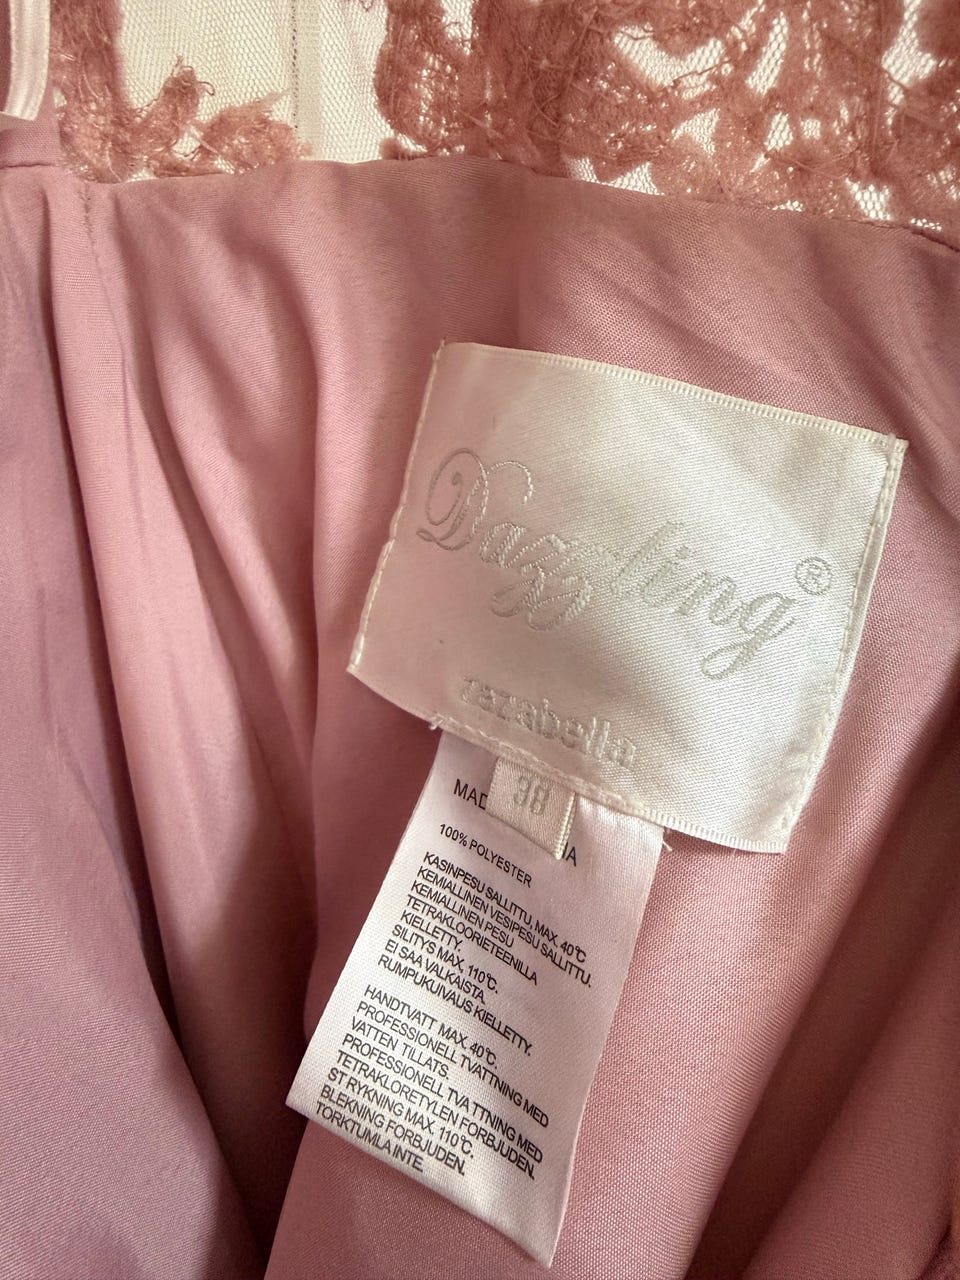 Dazzling®
zarabella
38
MAD
A
100% POLYESTER
KÄSINPESU SALLITTU, MAX. 40℃
KEMIALLINEN VESIPESU SALLITTU.
KEMIALLINEN PESU
TETRAKLOORIETEENILLA
KIELLETTY.
SILITYS MAX, 110℃.
EI SAA VALKAISTA
RUMPUKUIVAUS KIELLETTY.
HANDTVATT MAX. 40℃.
PROFESSIONELL TVATTNING MED
VATTEN TILLATS.
PROFESSIONELL TVA TTNING MED
TETRAKLORETYLEN FORBJUDEN.
ST RYKNING MAX. 110℃.
BLEKNING FORBJUDEN.
TORKTUMLA INTE.